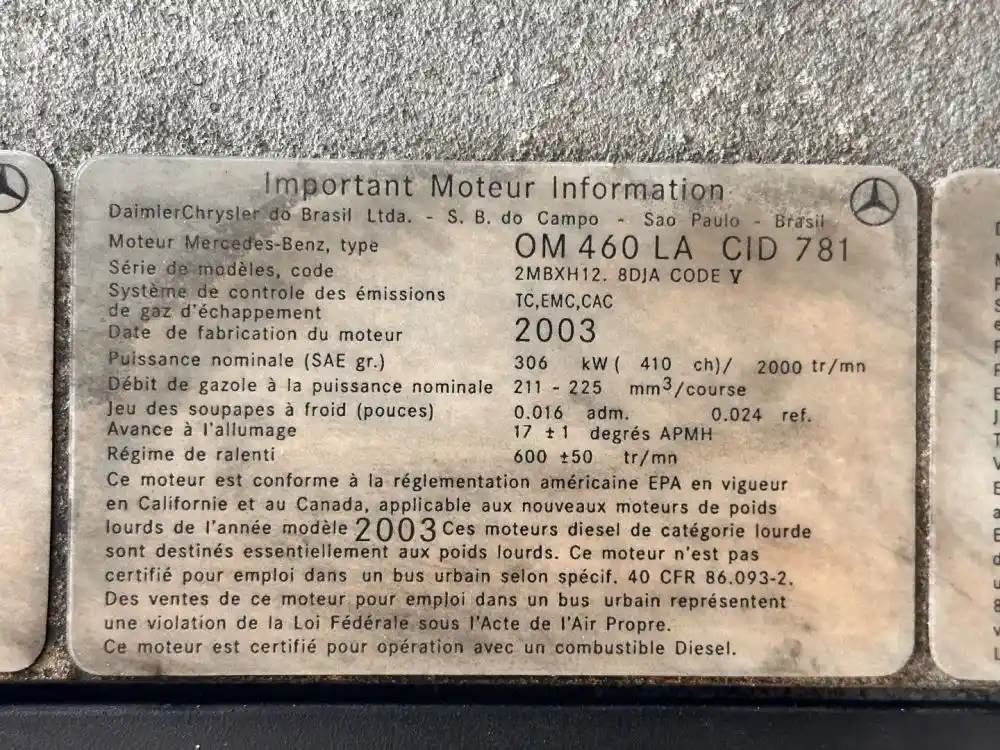 Important Moteur Information
DaimierChrysler do Brasil Ltda. - S. B. do Campo - Sao Paulo - Brasil
Moteur Mercedes-Benz, type OM 460 LA CID 781
Série de modèles, code 2MBXH12. 8DJA CODE V
Système de controle des émissions
de gaz d'échappement TC,EMC,CAC
Date de fabrication du moteur 2003
Puissance nominale (SAE gr.) 306 kW ( 410 ch)/ 2000 tr/mn
Débit de gazole à la puissance nominale 211 - 225 mm³/course
Jeu des soupapes à froid (pouces) 0.016 adm. 0.024 ref.
Avance à l'allumage 17 ±1 degrés APMH
Régime de ralenti 600 ±50 tr/mn
Ce moteur est conforme à la réglementation américaine EPA en vigueur
en Californie et au Canada, applicable aux nouveaux moteurs de poids
lourds de l'année modèle 2003 Ces moteurs diesel de catégorie lourde
sont destinés essentiellement aux poids lourds. Ce moteur n'est pas
certifié pour emploi dans un bus urbain selon spécif. 40 CFR 86.093-2.
Des ventes de ce moteur pour emploi dans un bus urbain représentent
une violation de la Loi Fédérale sous l'Acte de l'Air Propre.
Ce moteur est certifié pour opération avec un combustible Diesel.